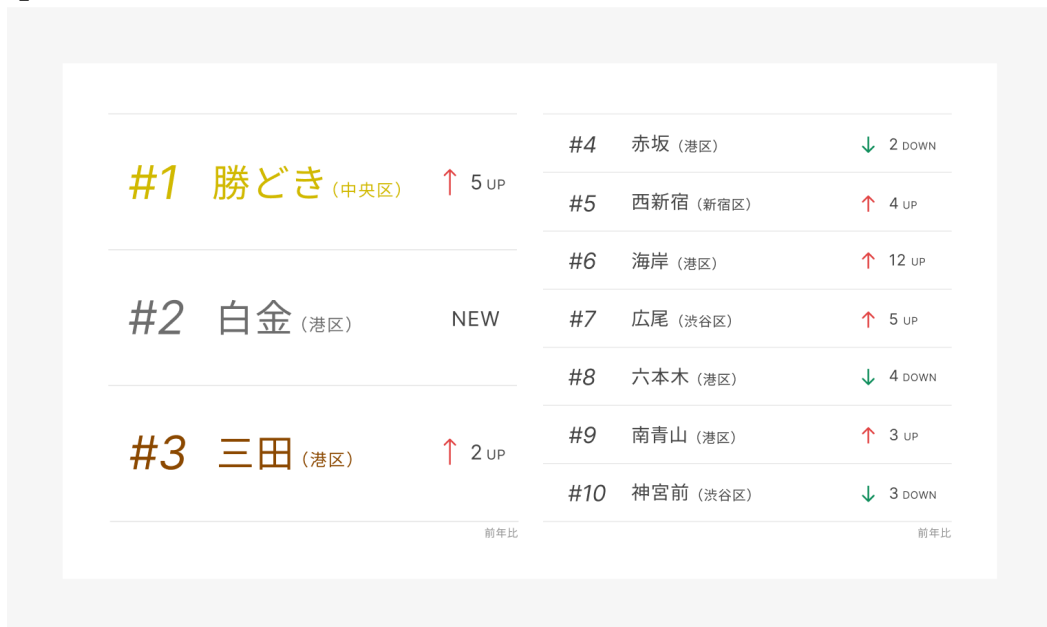 #1 勝どき（中央区） ↑ 5 UP
#2 白金（港区） NEW
#3 三田（港区） ↑ 2 UP
前年比
#4 赤坂（港区） ↓ 2 DOWN
#5 西新宿（新宿区） ↑ 4 UP
#6 海岸（港区） ↑ 12 UP
#7 広尾（渋谷区） ↑ 5 UP
#8 六本木（港区） ↓ 4 DOWN
#9 南青山（港区） ↑ 3 UP
#10 神宮前（渋谷区） ↓ 3 DOWN
前年比